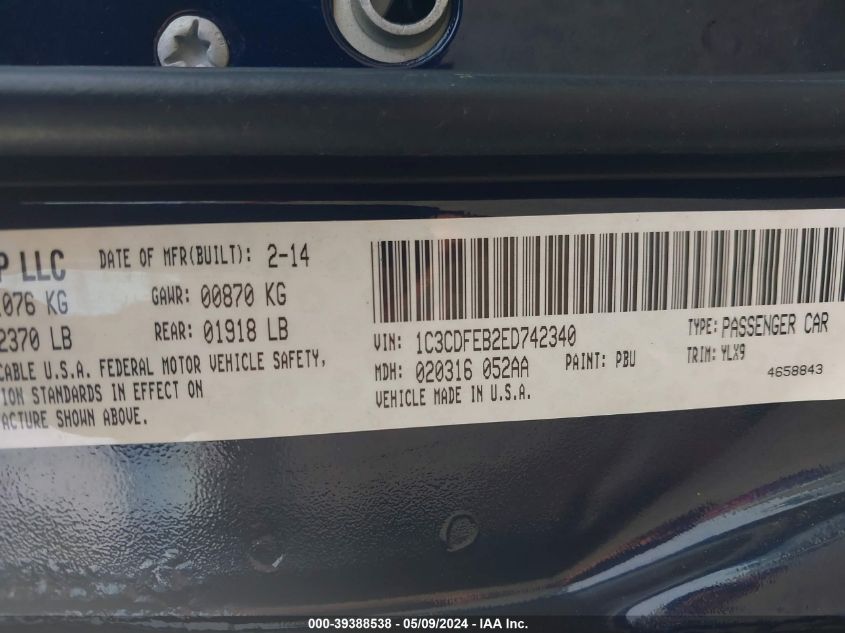 P LLC DATE OF MFR(BUILT): 2-14
1076 KG GAWR: 00870 KG
2370 LB REAR: 01918 LB
CABLE U.S.A. FEDERAL MOTOR VEHICLE SAFETY,
ION STANDARDS IN EFFECT ON
FACTURE SHOWN ABOVE.
VIN: 1C3CDFEB2ED742340 TYPE: PASSENGER CAR
MDH: 020316 052AA PAINT: PBU TRIM: YLX9
VEHICLE MADE IN U.S.A. 4658843
000-39388538 - 05/09/2024 - IAA Inc.